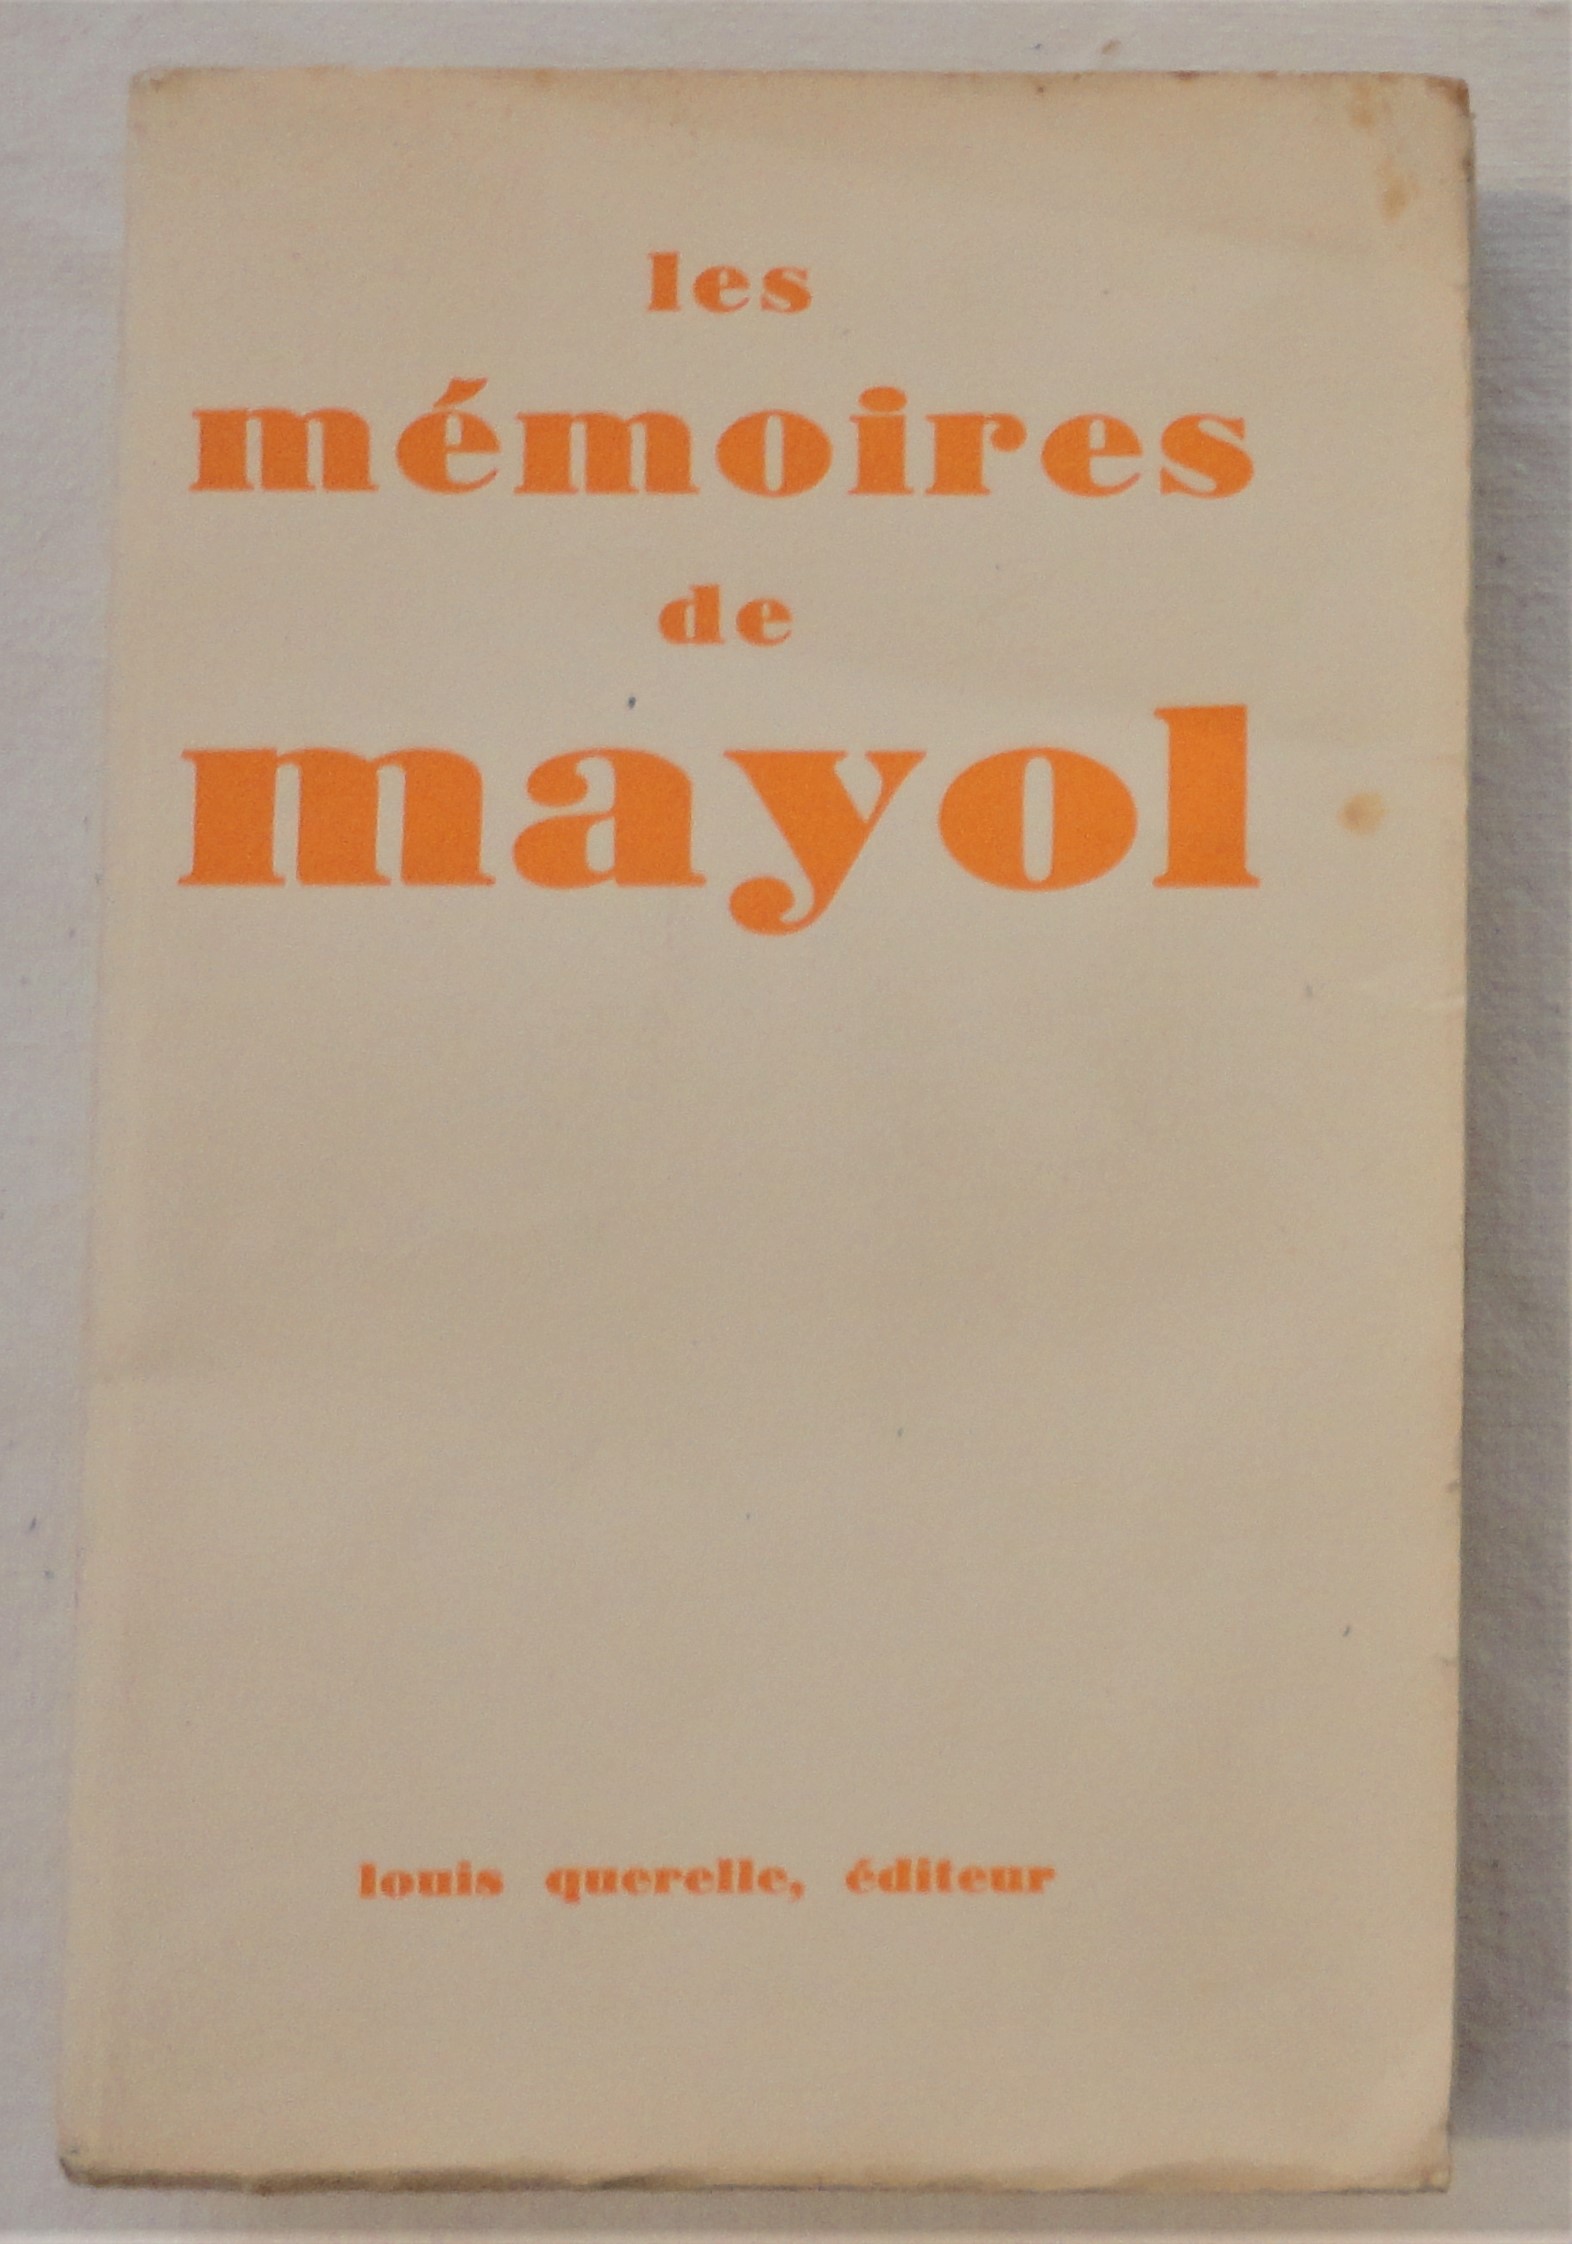 les
mémoires
de
mayol
louis querelle, éditeur